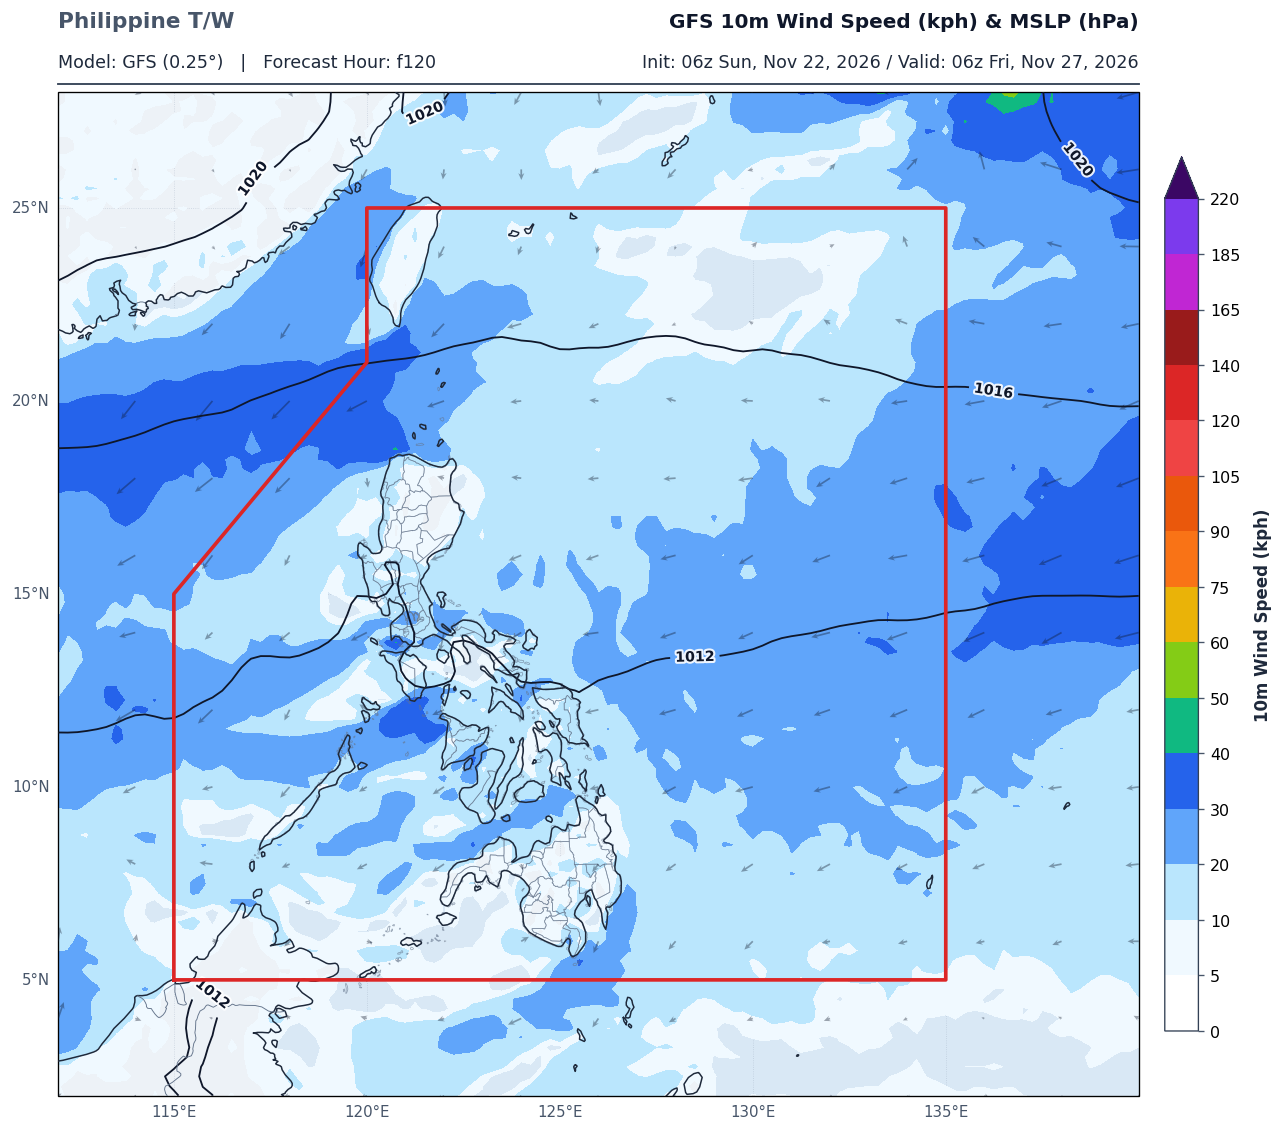 Philippine T/W
GFS 10m Wind Speed (kph) & MSLP (hPa)
Model: GFS (0.25°)   |   Forecast Hour: f120
Init: 06z Sun, Nov 22, 2026 / Valid: 06z Fri, Nov 27, 2026
1020
1020
1020
1016
1012
1012
25°N
20°N
15°N
10°N
5°N
115°E
120°E
125°E
130°E
135°E
220
185
165
140
120
105
90
75
60
50
40
30
20
10
5
0
10m Wind Speed (kph)